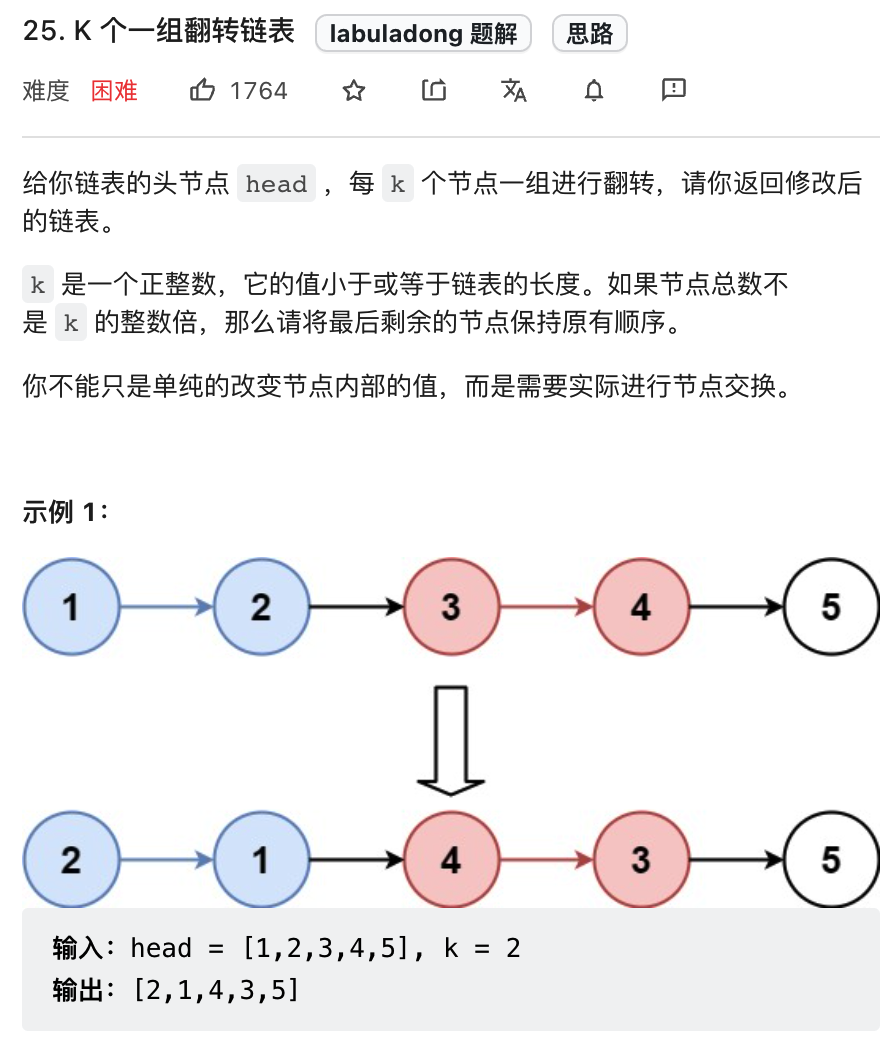 25. K 个一组翻转链表 labuladong 题解 思路
难度 困难 1764
给你链表的头节点 head ，每 k 个节点一组进行翻转，请你返回修改后
的链表。
k 是一个正整数，它的值小于或等于链表的长度。如果节点总数不
是 k 的整数倍，那么请将最后剩余的节点保持原有顺序。
你不能只是单纯的改变节点内部的值，而是需要实际进行节点交换。
示例 1：
1 2 3 4 5
2 1 4 3 5
输入：head = [1,2,3,4,5], k = 2
输出：[2,1,4,3,5]